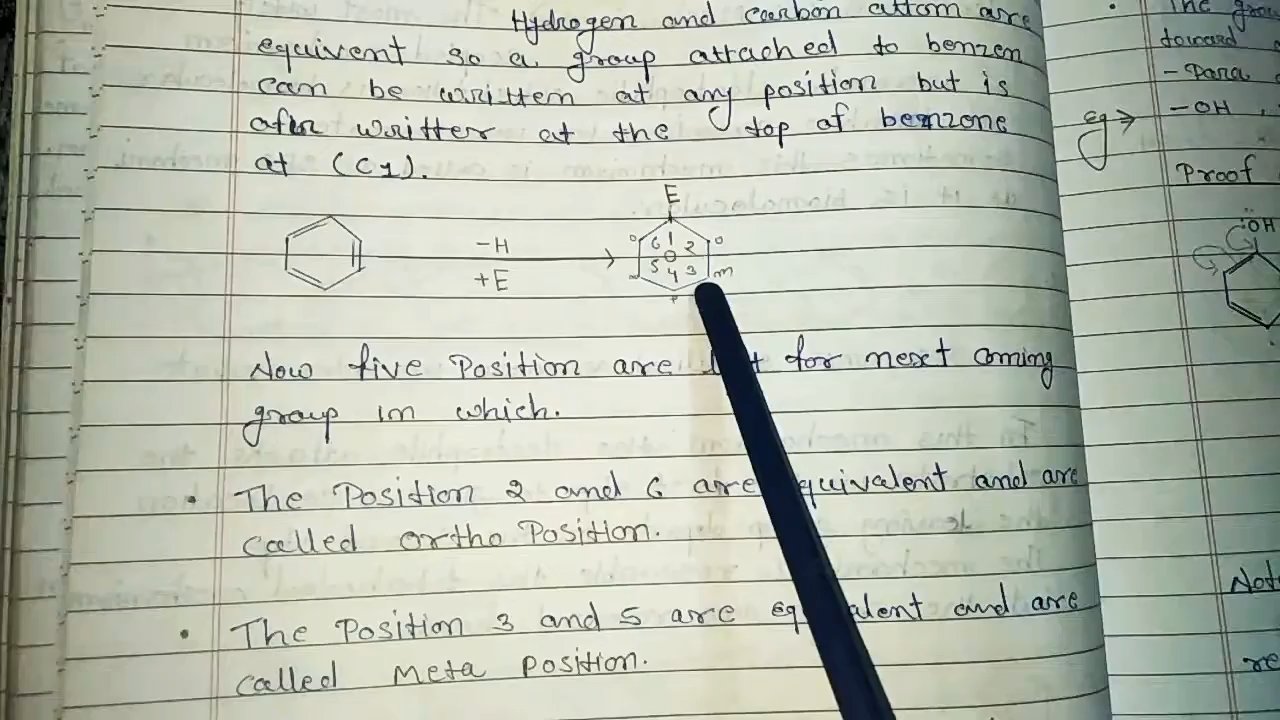 Hydrogen and carbon attom are
equivent so a group attached to benzen
can be written at any position but is
ofen writter at the top of benzone
at (C1).
E
-H
+E
o 6 1 2 o
5 4 3 m
Now five Position are for next coming
group in which.
• The Position 2 and 6 are equivalent and are
called ortho Position.
• The Position 3 and 5 are equivalent and are
called Meta position.
• The
toward
- Para
eg → -OH ,
Proof
:OH
Not
re